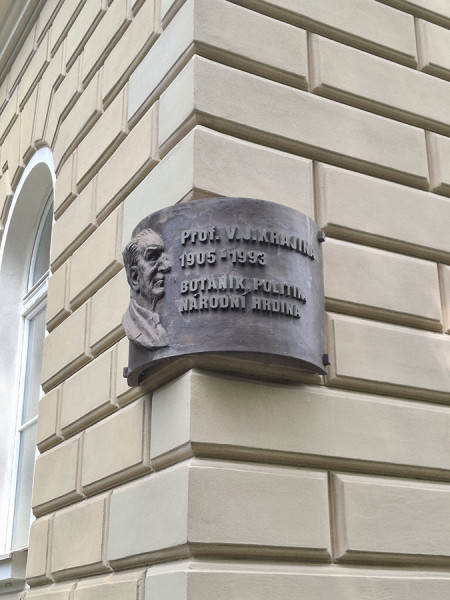 Prof. V.J. KRAJINA
1905-1993
BOTANIK POLITIK
NÁRODNÍ HRDINA